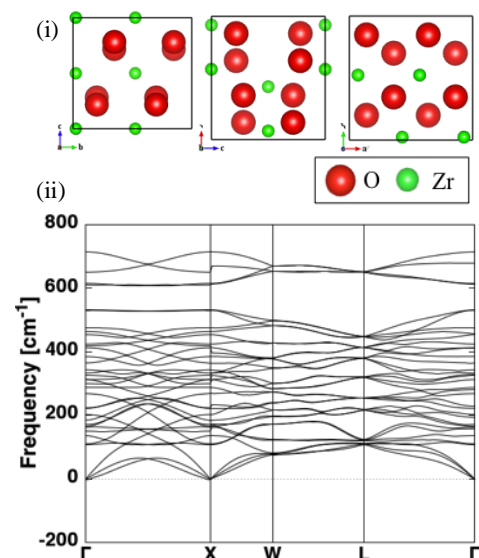 (i)
c
a b
b c
a
O Zr
(ii)
800
600
400
200
0
-200
Frequency [cm-1]
Γ X W L Γ